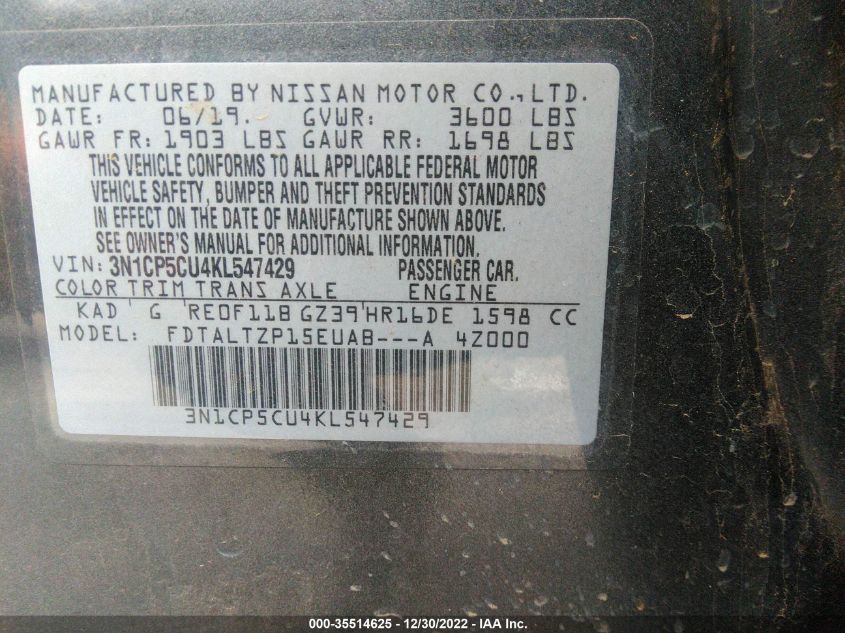 MANUFACTURED BY NISSAN MOTOR CO., LTD.
DATE: 06/19. GVWR: 3600 LBS
GAWR FR: 1903 LBS GAWR RR: 1698 LBS
THIS VEHICLE CONFORMS TO ALL APPLICABLE FEDERAL MOTOR
VEHICLE SAFETY, BUMPER AND THEFT PREVENTION STANDARDS
IN EFFECT ON THE DATE OF MANUFACTURE SHOWN ABOVE.
SEE OWNER'S MANUAL FOR ADDITIONAL INFORMATION.
VIN: 3N1CP5CU4KL547429 PASSENGER CAR.
COLOR TRIM TRANS AXLE ENGINE
KAD G RE0F11B GZ39 HR16DE 1598 CC
MODEL: FDTALTZP15EUAB---A 4Z000
3N1CP5CU4KL547429
000-35514625 - 12/30/2022 - IAA Inc.